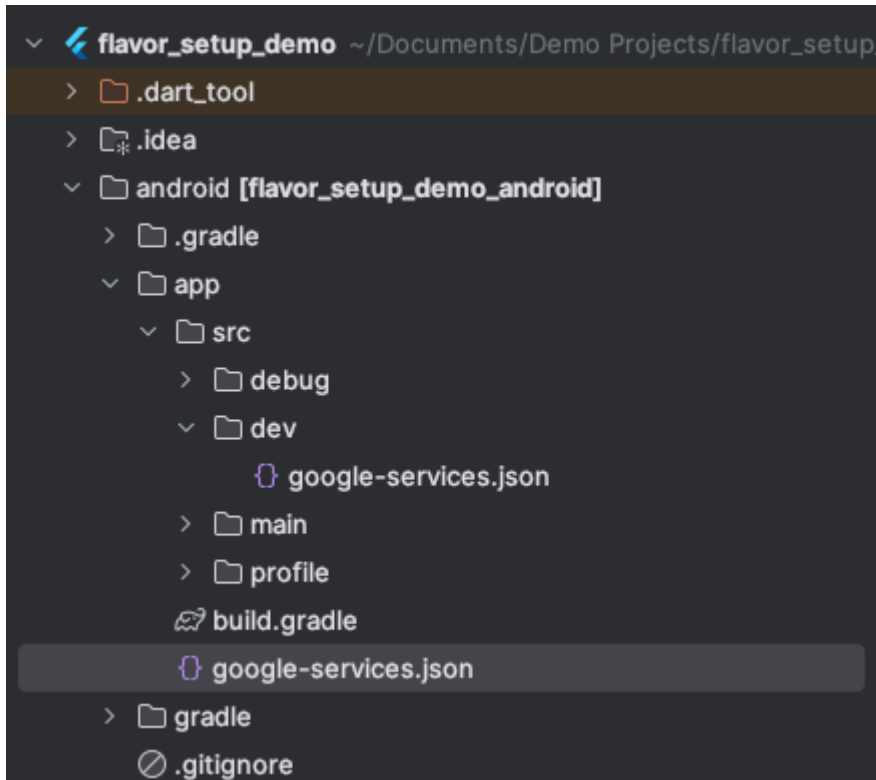 flavor_setup_demo ~/Documents/Demo Projects/flavor_setup_
.dart_tool
.idea
android [flavor_setup_demo_android]
.gradle
app
src
debug
dev
google-services.json
main
profile
build.gradle
google-services.json
gradle
.gitignore